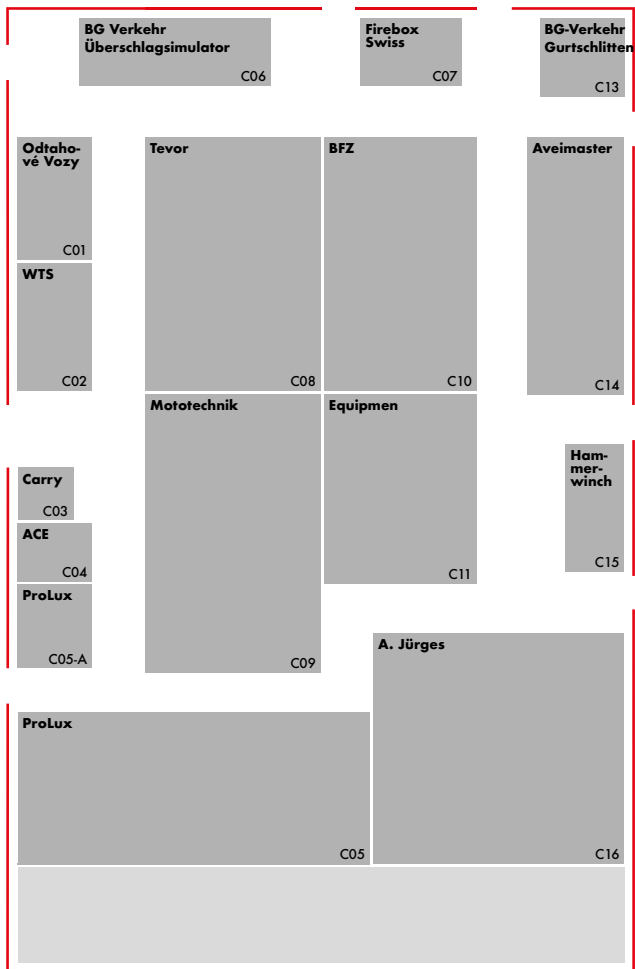 BG Verkehr
Überschlagsimulator
C06
Firebox
Swiss
C07
BG-Verkehr
Gurtschlitten
C13
Odtaho-
vé Vozy
C01
Tevor
C08
BFZ
C10
Aveimaster
C14
WTS
C02
Mototechnik
C09
Equipmen
C11
Ham-
mer-
winch
C15
Carry
C03
ACE
C04
ProLux
C05-A
A. Jürges
C16
ProLux
C05